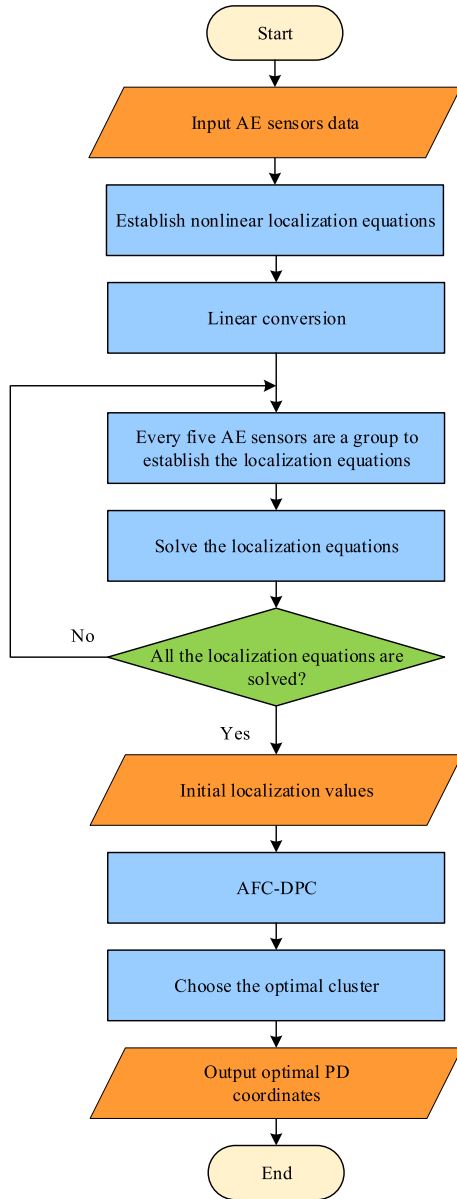 Start
Input AE sensors data
Establish nonlinear localization equations
Linear conversion
Every five AE sensors are a group to
establish the localization equations
Solve the localization equations
No
All the localization equations are
solved?
Yes
Initial localization values
AFC-DPC
Choose the optimal cluster
Output optimal PD
coordinates
End